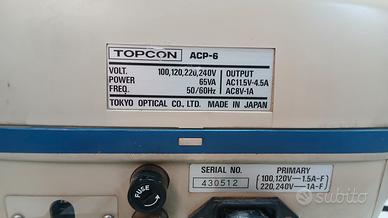 TOPCON ACP-6
VOLT. 100,120,220,240V OUTPUT
POWER 65VA AC11.5V-4.5A
FREQ. 50/60Hz AC8V-1A
TOKYO OPTICAL CO., LTD. MADE IN JAPAN
FUSE
SERIAL NO. PRIMARY
430512 100,120V—1.5A-F
220,240V—1A-F
subito